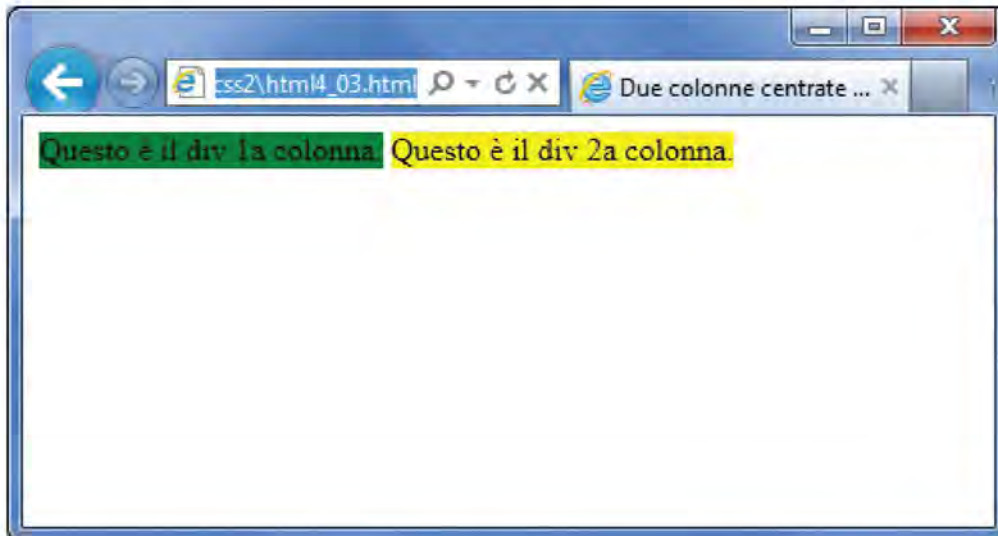 css2\html4_03.html
Due colonne centrate ...
Questo è il div 1a colonna. Questo è il div 2a colonna.